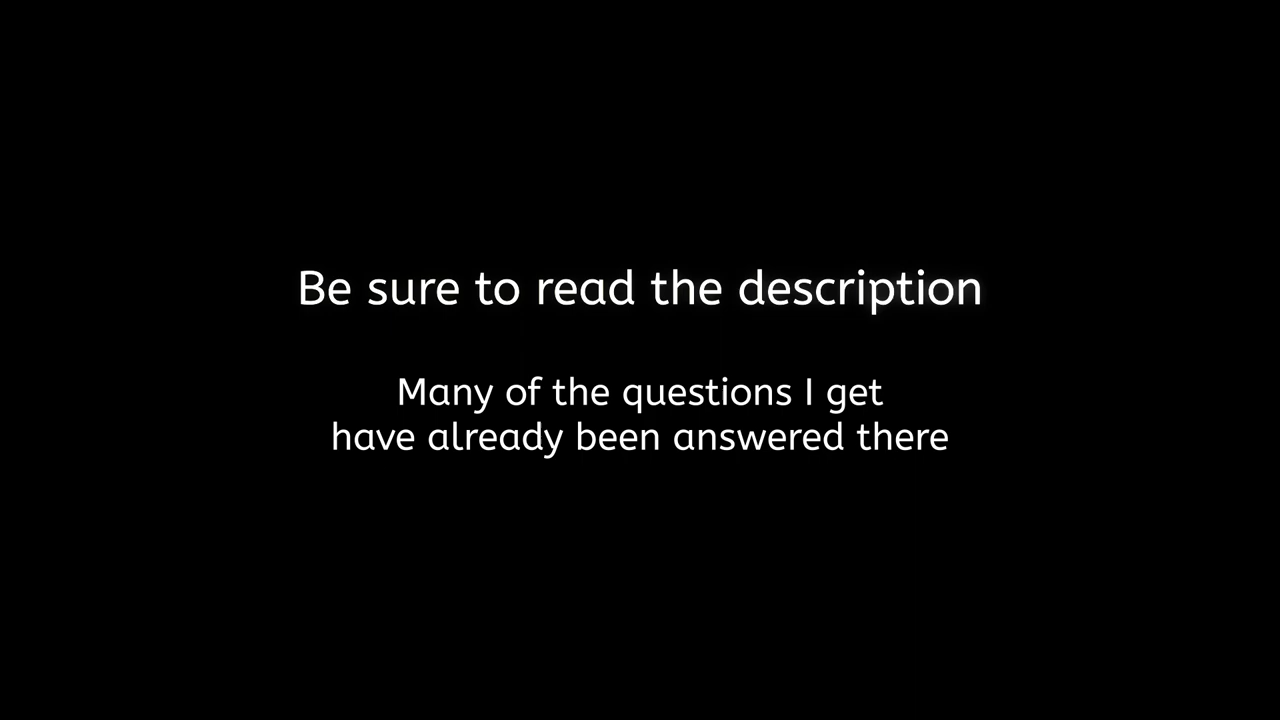 Be sure to read the description
Many of the questions I get
have already been answered there